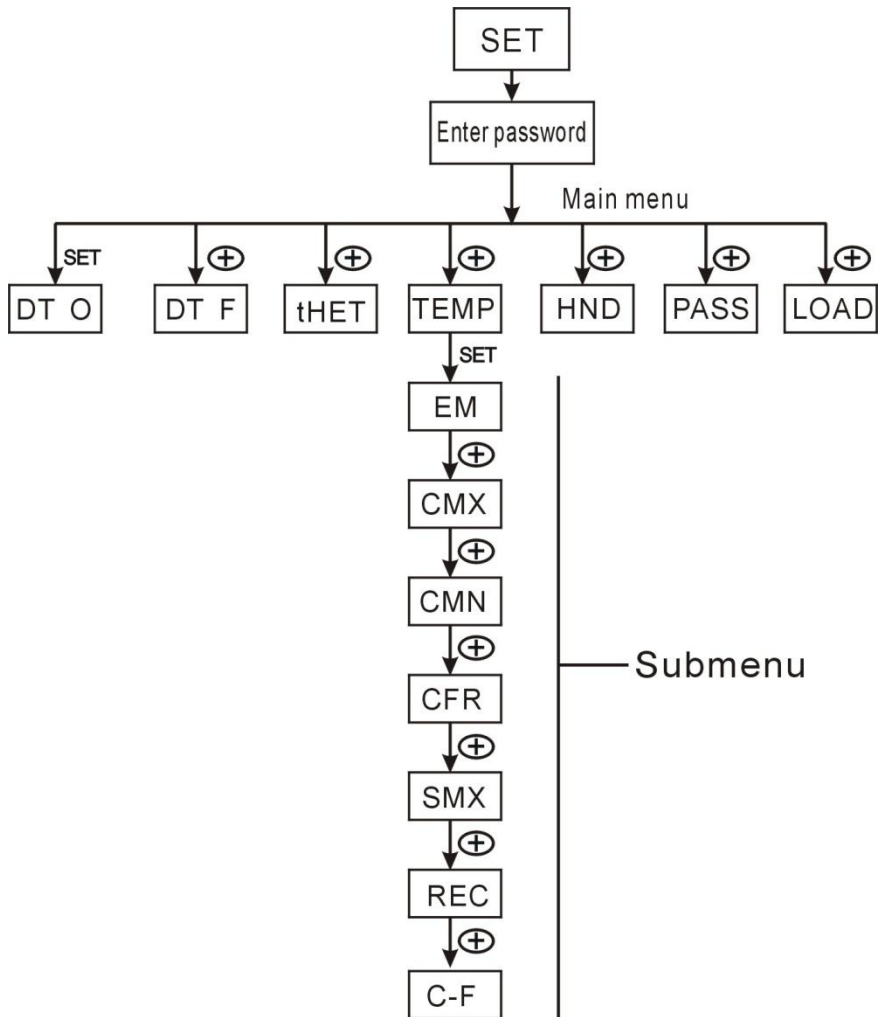 SET
Enter password
Main menu
SET
DT O
DT F
tHET
TEMP
HND
PASS
LOAD
SET
EM
CMX
CMN
CFR
Submenu
SMX
REC
C-F